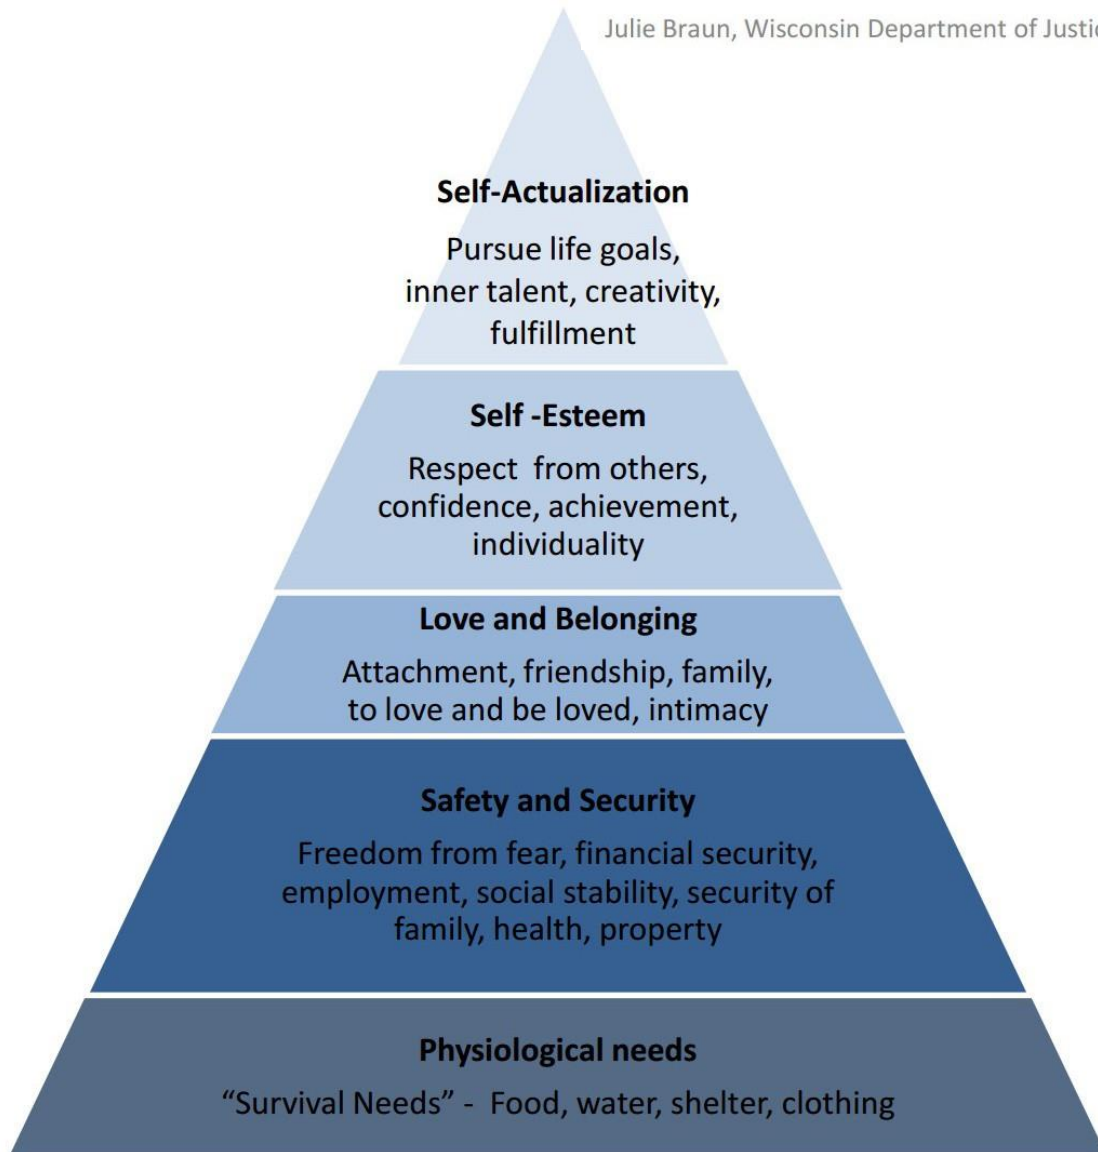 Julie Braun, Wisconsin Department of
Self-Actualization
Pursue life goals,
inner talent, creativity,
fulfillment
Self -Esteem
Respect from others,
confidence, achievement,
individuality
Love and Belonging
Attachment, friendship, family,
to love and be loved, intimacy
Safety and Security
Freedom from fear, financial security,
employment, social stability, security of
family, health, property
Physiological needs
“Survival Needs” - Food, water, shelter, clothing